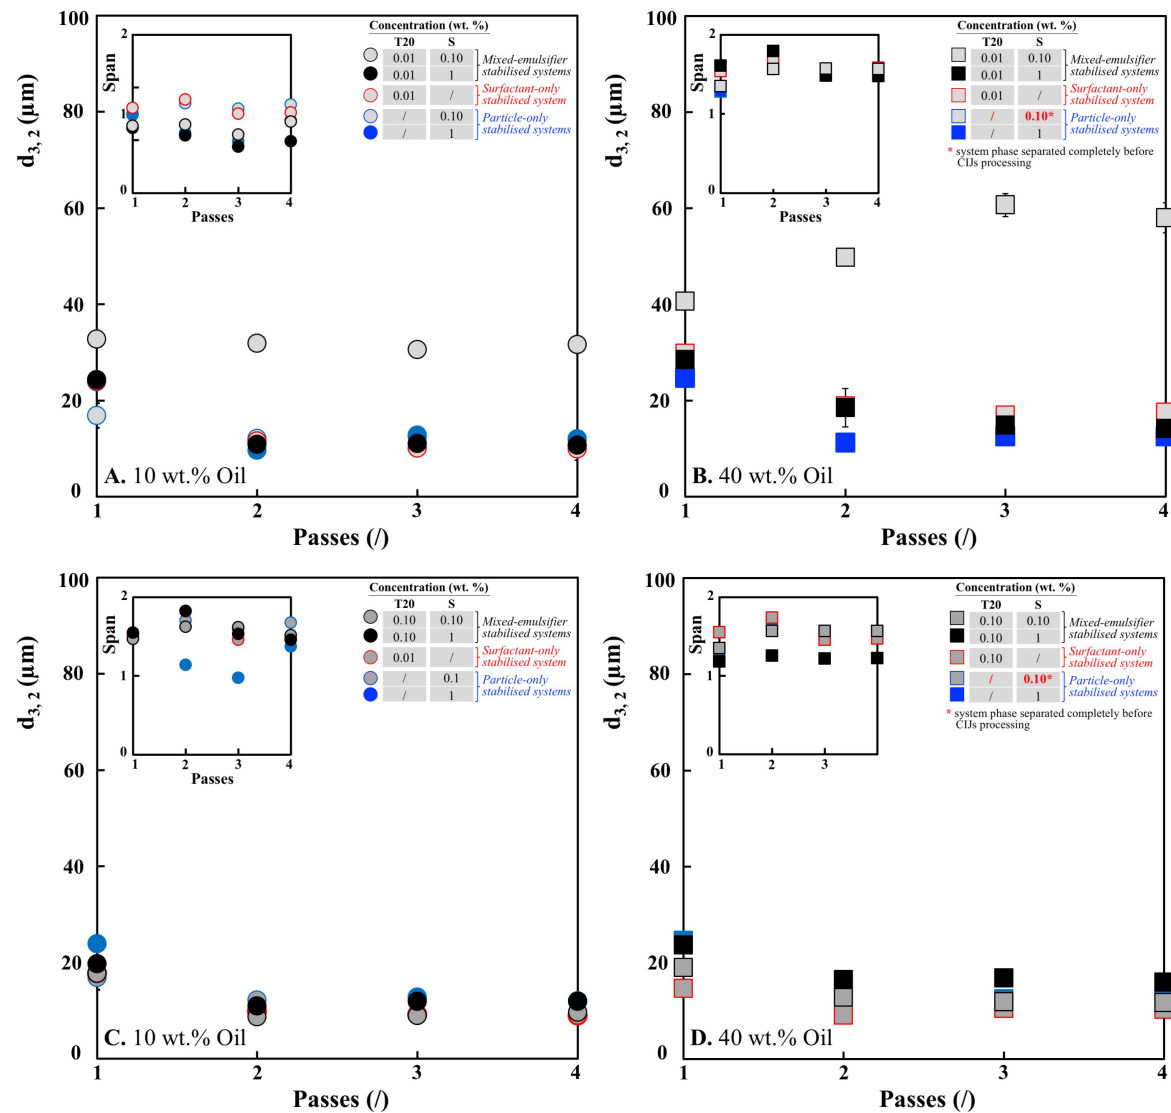 100
80
60
40
20
0
d3, 2 (µm)
1
2
3
4
Passes (/)
A. 10 wt.% Oil
2
1
0
Span
1
2
3
4
Passes
Concentration (wt. %)
T20 S
0.01 0.10
0.01 1
Mixed-emulsifier
stabilised systems
0.01 /
Surfactant-only
stabilised system
/ 0.10
/ 1
Particle-only
stabilised systems
100
80
60
40
20
0
d3, 2 (µm)
1
2
3
4
Passes (/)
B. 40 wt.% Oil
2
1
0
Span
1
2
3
4
Passes
Concentration (wt. %)
T20 S
0.01 0.10
0.01 1
Mixed-emulsifier
stabilised systems
0.01 /
Surfactant-only
stabilised system
/ 0.10*
/ 1
Particle-only
stabilised systems
* system phase separated completely before
CIJs processing
100
80
60
40
20
0
d3, 2 (µm)
1
2
3
4
Passes (/)
C. 10 wt.% Oil
2
1
0
Span
1
2
3
4
Passes
Concentration (wt. %)
T20 S
0.10 0.10
0.10 1
Mixed-emulsifier
stabilised systems
0.01 /
Surfactant-only
stabilised system
/ 0.1
/ 1
Particle-only
stabilised systems
100
80
60
40
20
0
d3, 2 (µm)
1
2
3
4
Passes (/)
D. 40 wt.% Oil
2
1
0
Span
1
2
3
Passes
Concentration (wt. %)
T20 S
0.10 0.10
0.10 1
Mixed-emulsifier
stabilised systems
0.10 /
Surfactant-only
stabilised system
/ 0.10*
/ 1
Particle-only
stabilised systems
* system phase separated completely before
CIJs processing